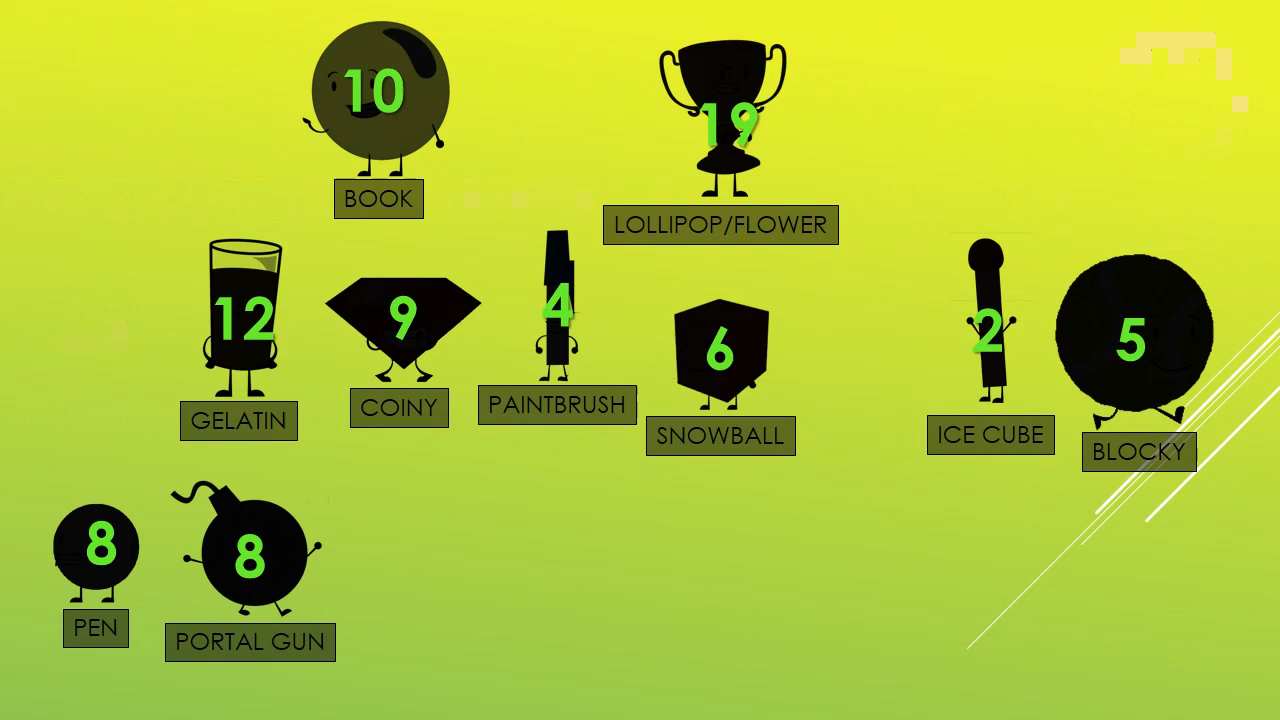 10
BOOK
19
LOLLIPOP/FLOWER
12
GELATIN
9
COINY
4
PAINTBRUSH
6
SNOWBALL
2
ICE CUBE
5
BLOCKY
8
PEN
8
PORTAL GUN